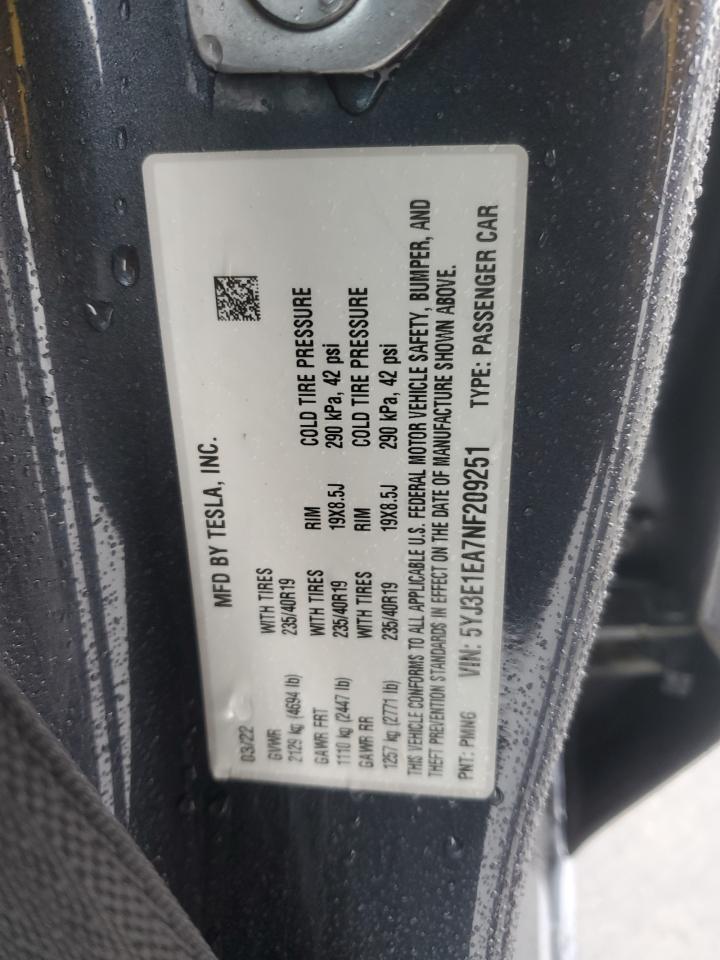 MFD BY TESLA, INC.
03/22
GVWR WITH TIRES RIM COLD TIRE PRESSURE
2129 kg (4694 lb) 235/40R19 19X8.5J 290 kPa, 42 psi
GAWR FRT WITH TIRES RIM COLD TIRE PRESSURE
1110 kg (2447 lb) 235/40R19 19X8.5J 290 kPa, 42 psi
GAWR RR WITH TIRES
1257 kg (2771 lb) 235/40R19
THIS VEHICLE CONFORMS TO ALL APPLICABLE U.S. FEDERAL MOTOR VEHICLE SAFETY, BUMPER, AND
THEFT PREVENTION STANDARDS IN EFFECT ON THE DATE OF MANUFACTURE SHOWN ABOVE.
PNT: PMNG VIN: 5YJ3E1EA7NF209251 TYPE: PASSENGER CAR